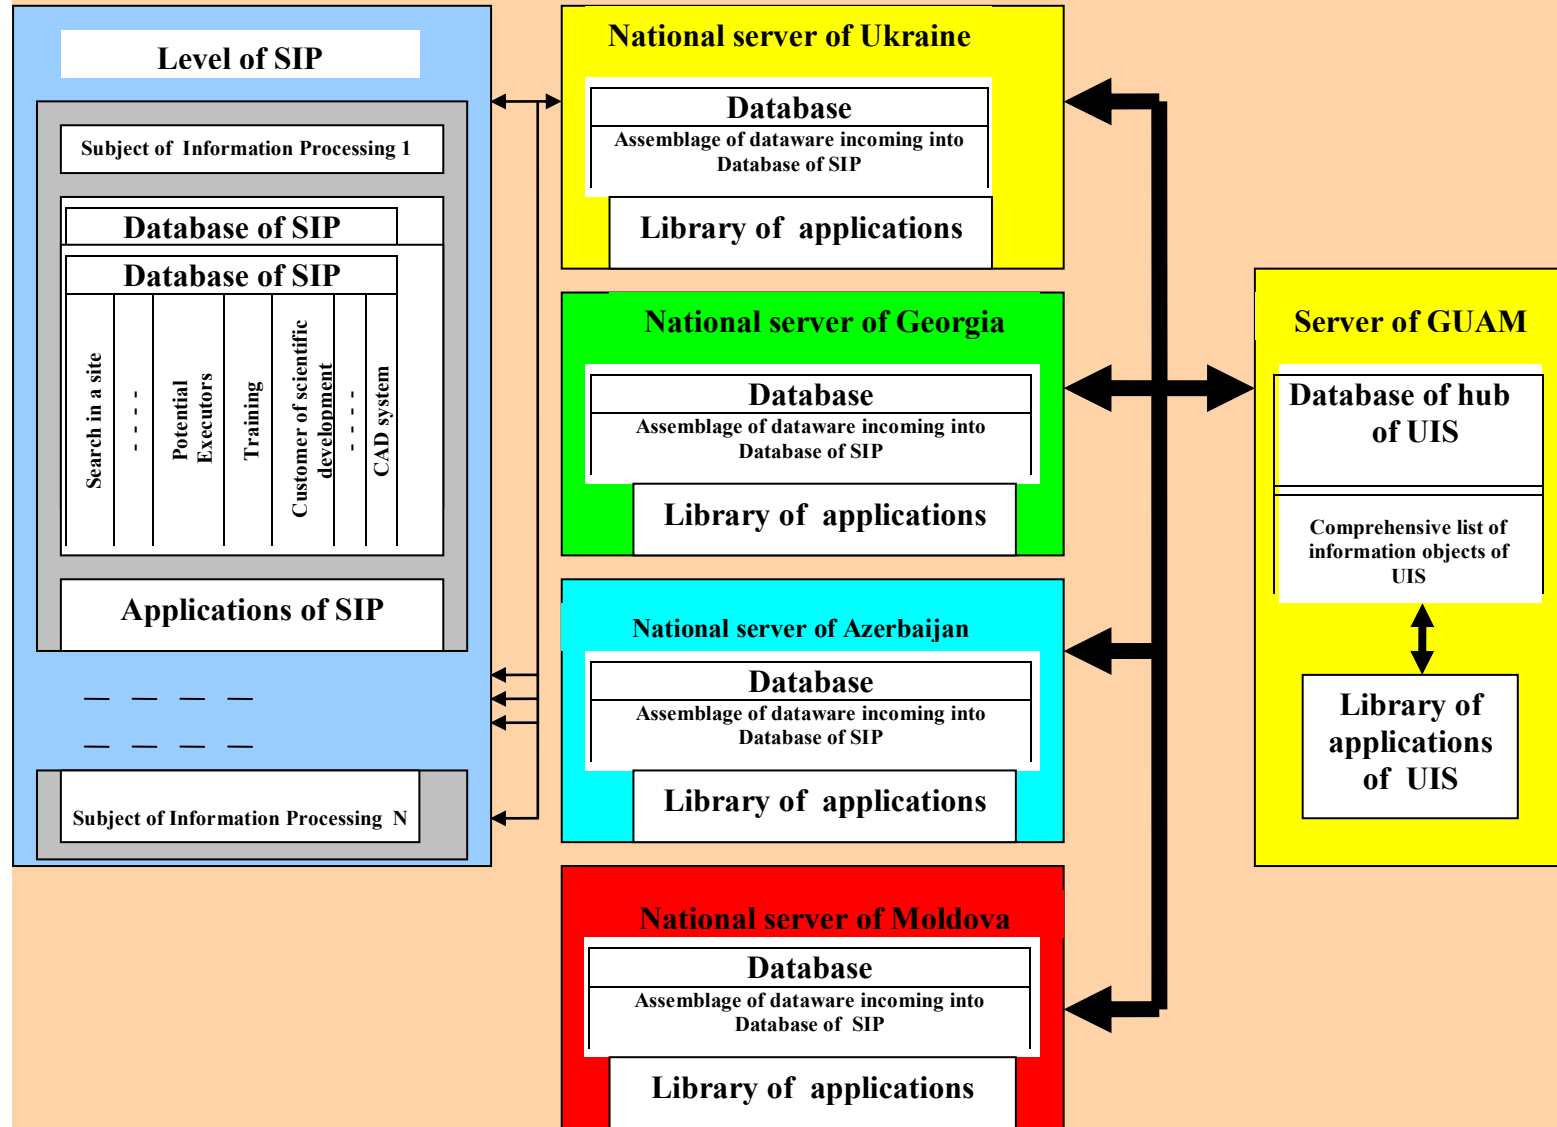 Level of SIP
Subject of Information Processing 1
Database of SIP
Database of SIP
Search in a site
- - - -
Potential
Executors
Training
Customer of scientific
development
- - - -
CAD system
Applications of SIP
Subject of Information Processing N
National server of Ukraine
Database
Assemblage of dataware incoming into
Database of SIP
Library of applications
National server of Georgia
Database
Assemblage of dataware incoming into
Database of SIP
Library of applications
National server of Azerbaijan
Database
Assemblage of dataware incoming into
Database of SIP
Library of applications
National server of Moldova
Database
Assemblage of dataware incoming into
Database of SIP
Library of applications
Server of GUAM
Database of hub
of UIS
Comprehensive list of
information objects of
UIS
Library of
applications
of UIS